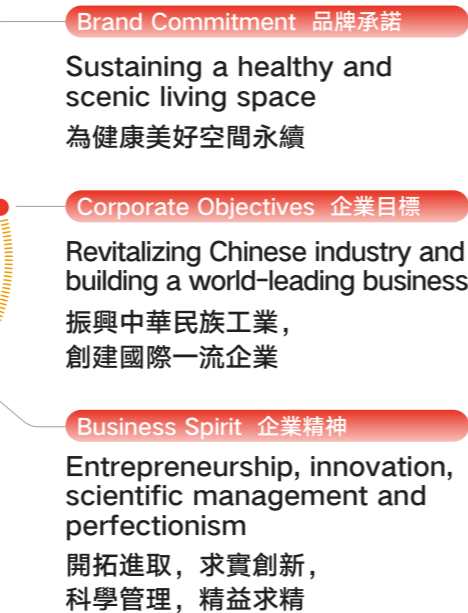 Brand Commitment 品牌承諾
Sustaining a healthy and
scenic living space
為健康美好空間永續
Corporate Objectives 企業目標
Revitalizing Chinese industry and
building a world-leading business
振興中華民族工業，
創建國際一流企業
Business Spirit 企業精神
Entrepreneurship, innovation,
scientific management and
perfectionism
開拓進取，求實創新，
科學管理，精益求精